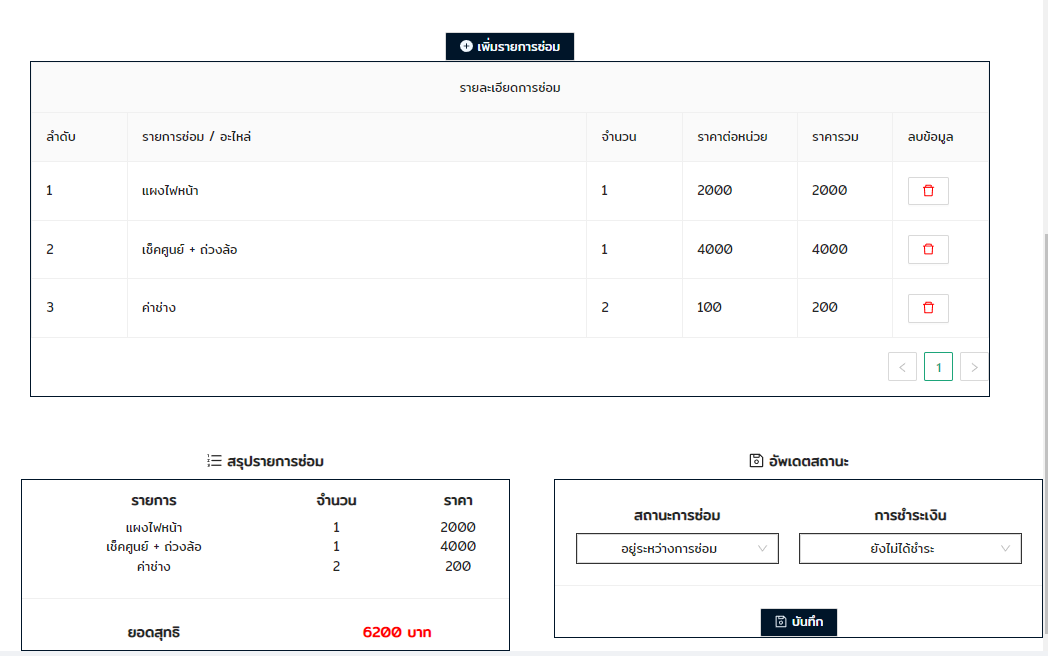 เพิ่มรายการซ่อม
รายละเอียดการซ่อม
ลำดับ รายการซ่อม / อะไหล่ จำนวน ราคาต่อหน่วย ราคารวม ลบข้อมูล
1 แผงไฟหน้า 1 2000 2000
2 เช็คศูนย์ + ถ่วงล้อ 1 4000 4000
3 ค่าช่าง 2 100 200
< 1 >
สรุปรายการซ่อม
รายการ จำนวน ราคา
แผงไฟหน้า 1 2000
เช็คศูนย์ + ถ่วงล้อ 1 4000
ค่าช่าง 2 200
ยอดสุทธิ 6200 บาท
อัพเดตสถานะ
สถานะการซ่อม การชำระเงิน
อยู่ระหว่างการซ่อม ยังไม่ได้ชำระ
บันทึก